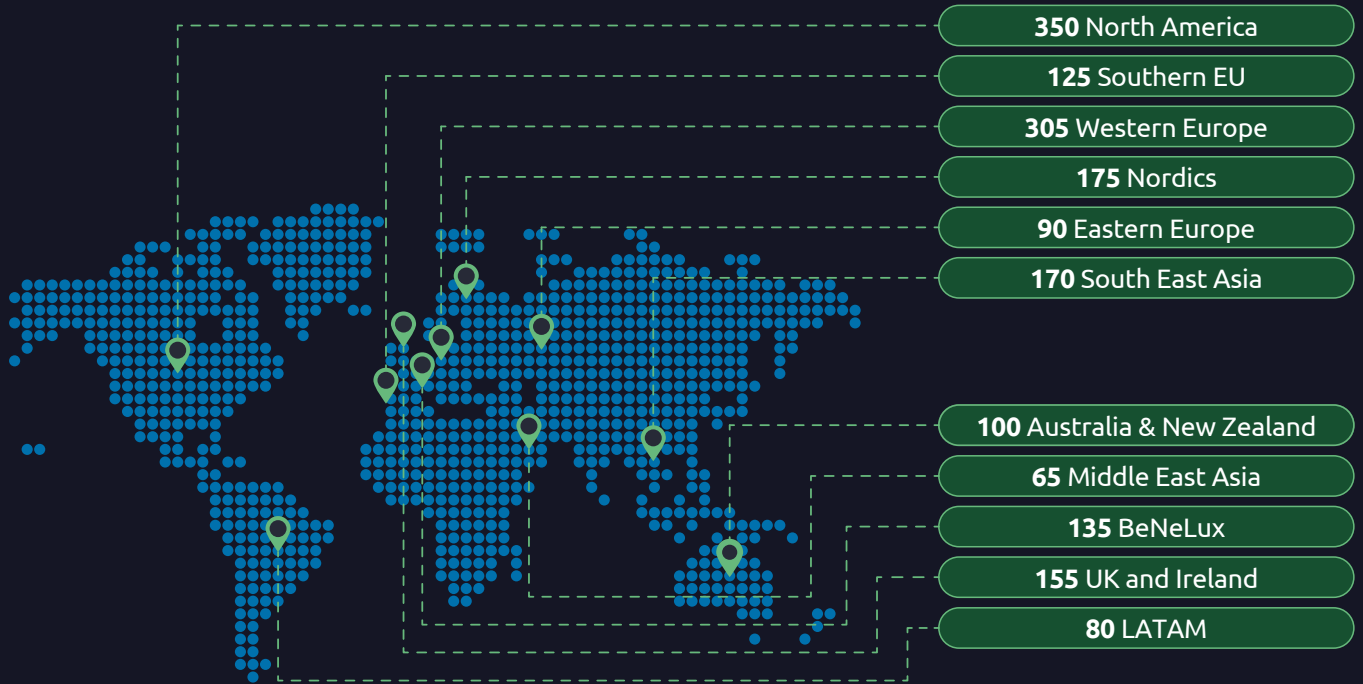 350 North America
125 Southern EU
305 Western Europe
175 Nordics
90 Eastern Europe
170 South East Asia
100 Australia & New Zealand
65 Middle East Asia
135 BeNeLux
155 UK and Ireland
80 LATAM